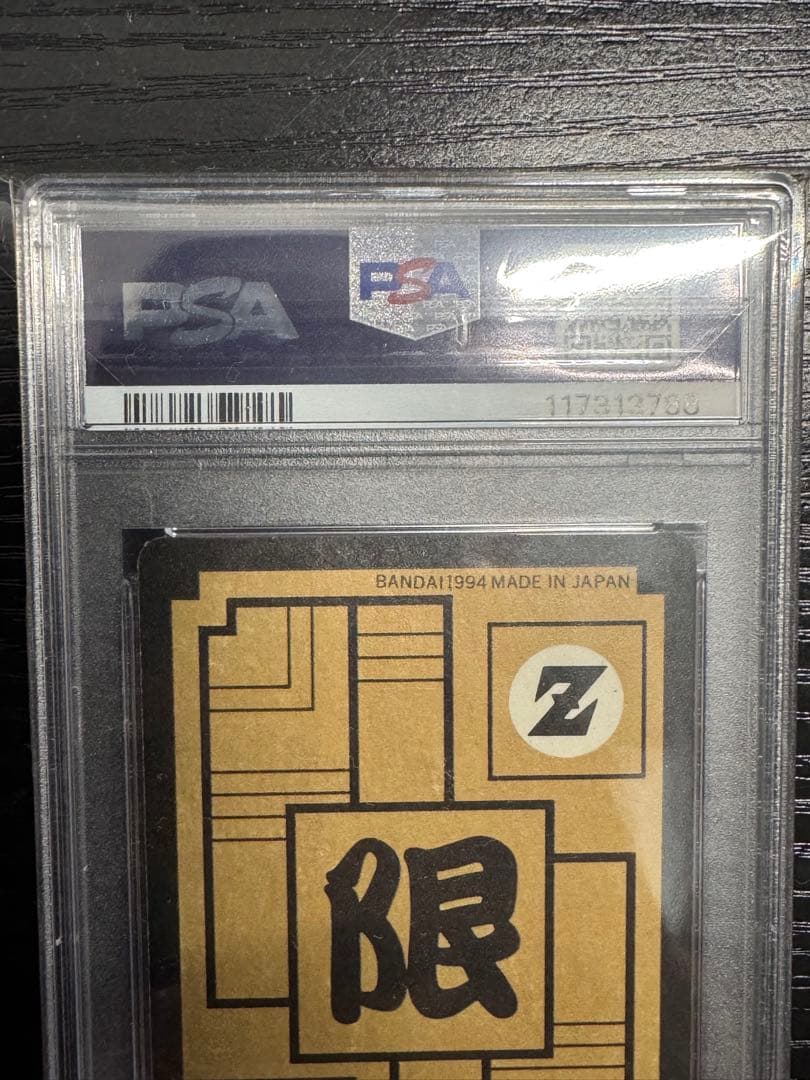 PSA
PSA
117313788
BANDAI 1994 MADE IN JAPAN
Z
限